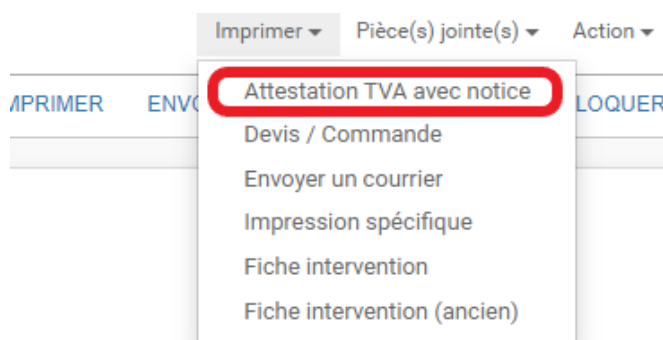 Imprimer Pièce(s) jointe(s) Action
Attestation TVA avec notice
Devis / Commande
Envoyer un courrier
Impression spécifique
Fiche intervention
Fiche intervention (ancien)